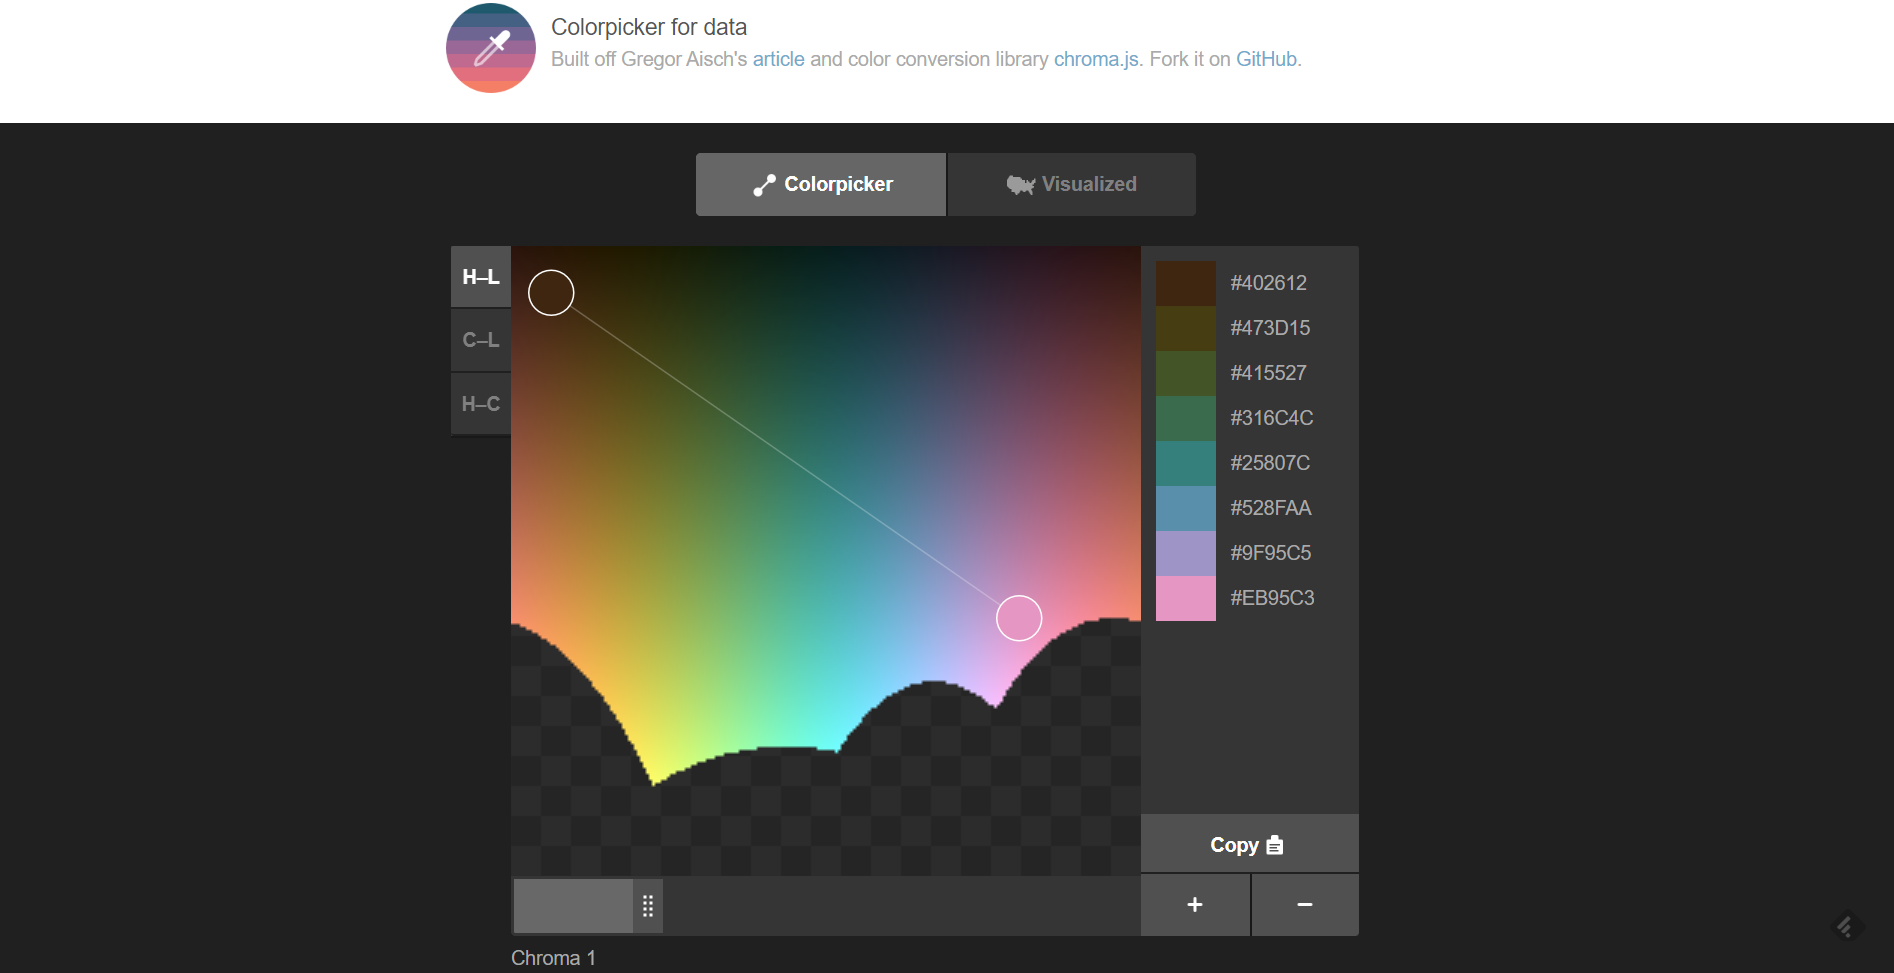 Colorpicker for data
Built off Gregor Aisch's article and color conversion library chroma.js. Fork it on GitHub.
Colorpicker
Visualized
H–L
C–L
H–C
#402612
#473D15
#415527
#316C4C
#25807C
#528FAA
#9F95C5
#EB95C3
Copy
+
−
Chroma 1